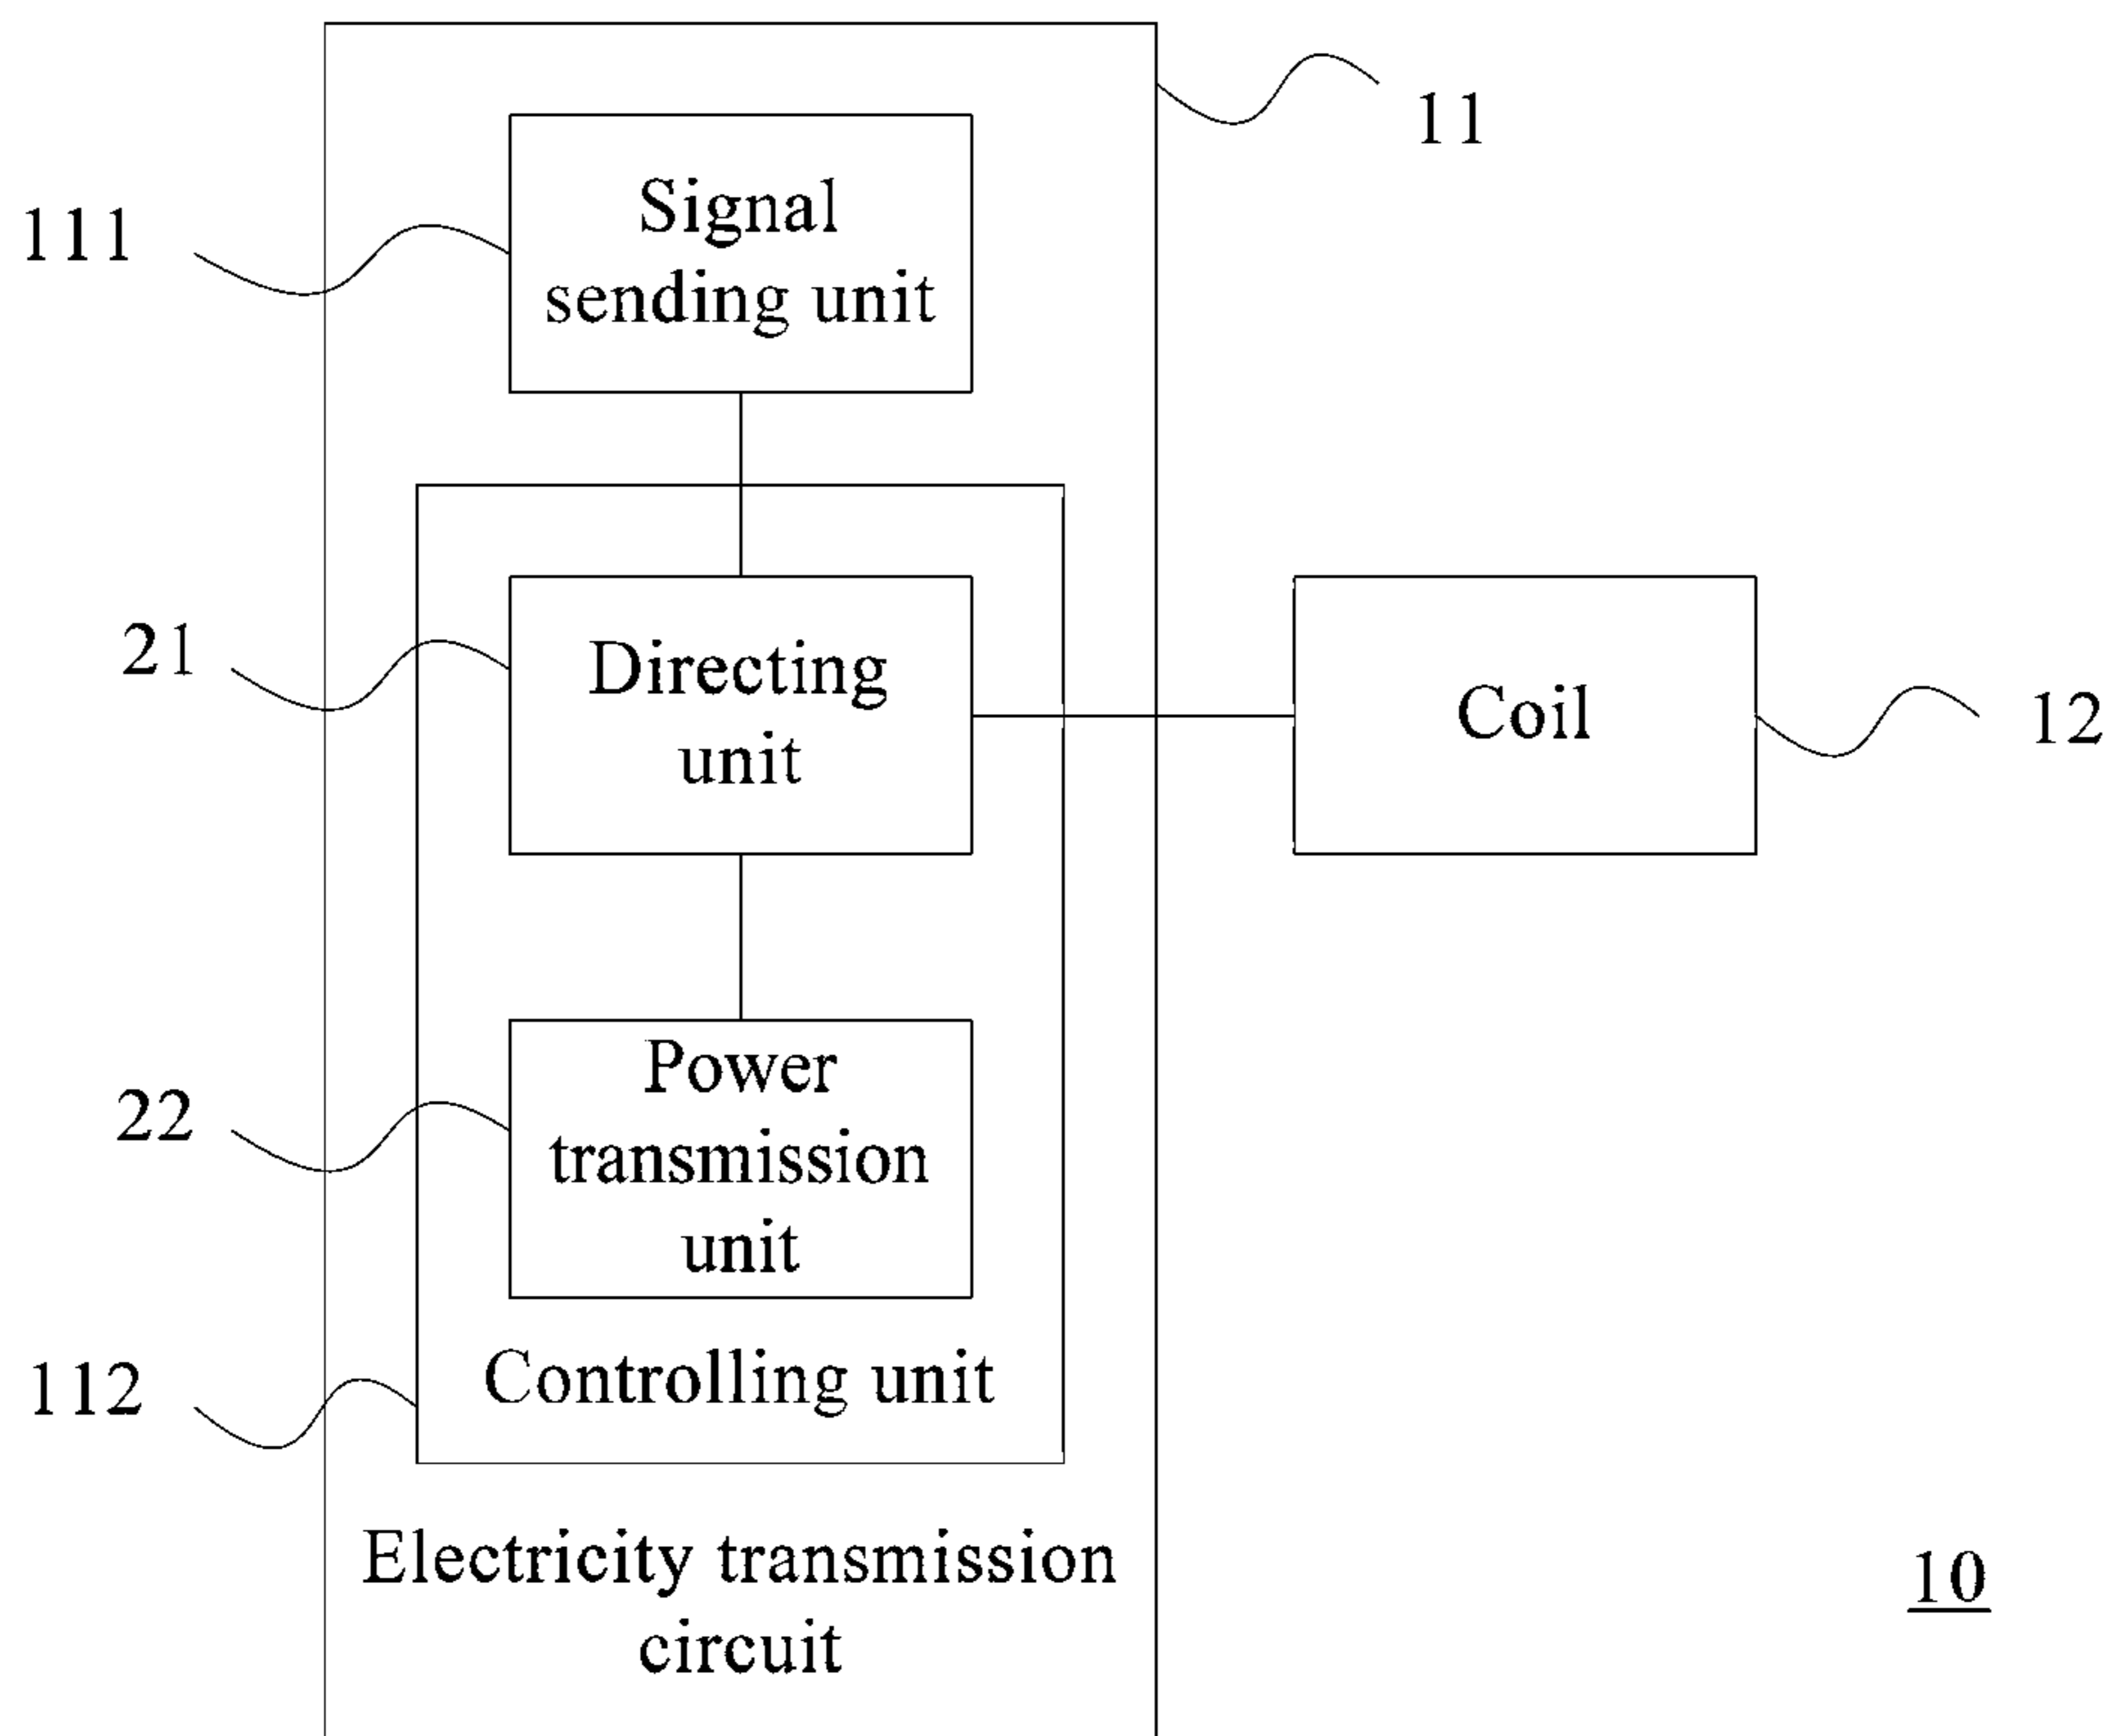 11
111
Signal
sending unit
21
Directing
unit
Coil
12
22
Power
transmission
unit
112
Controlling unit
Electricity transmission
circuit
10